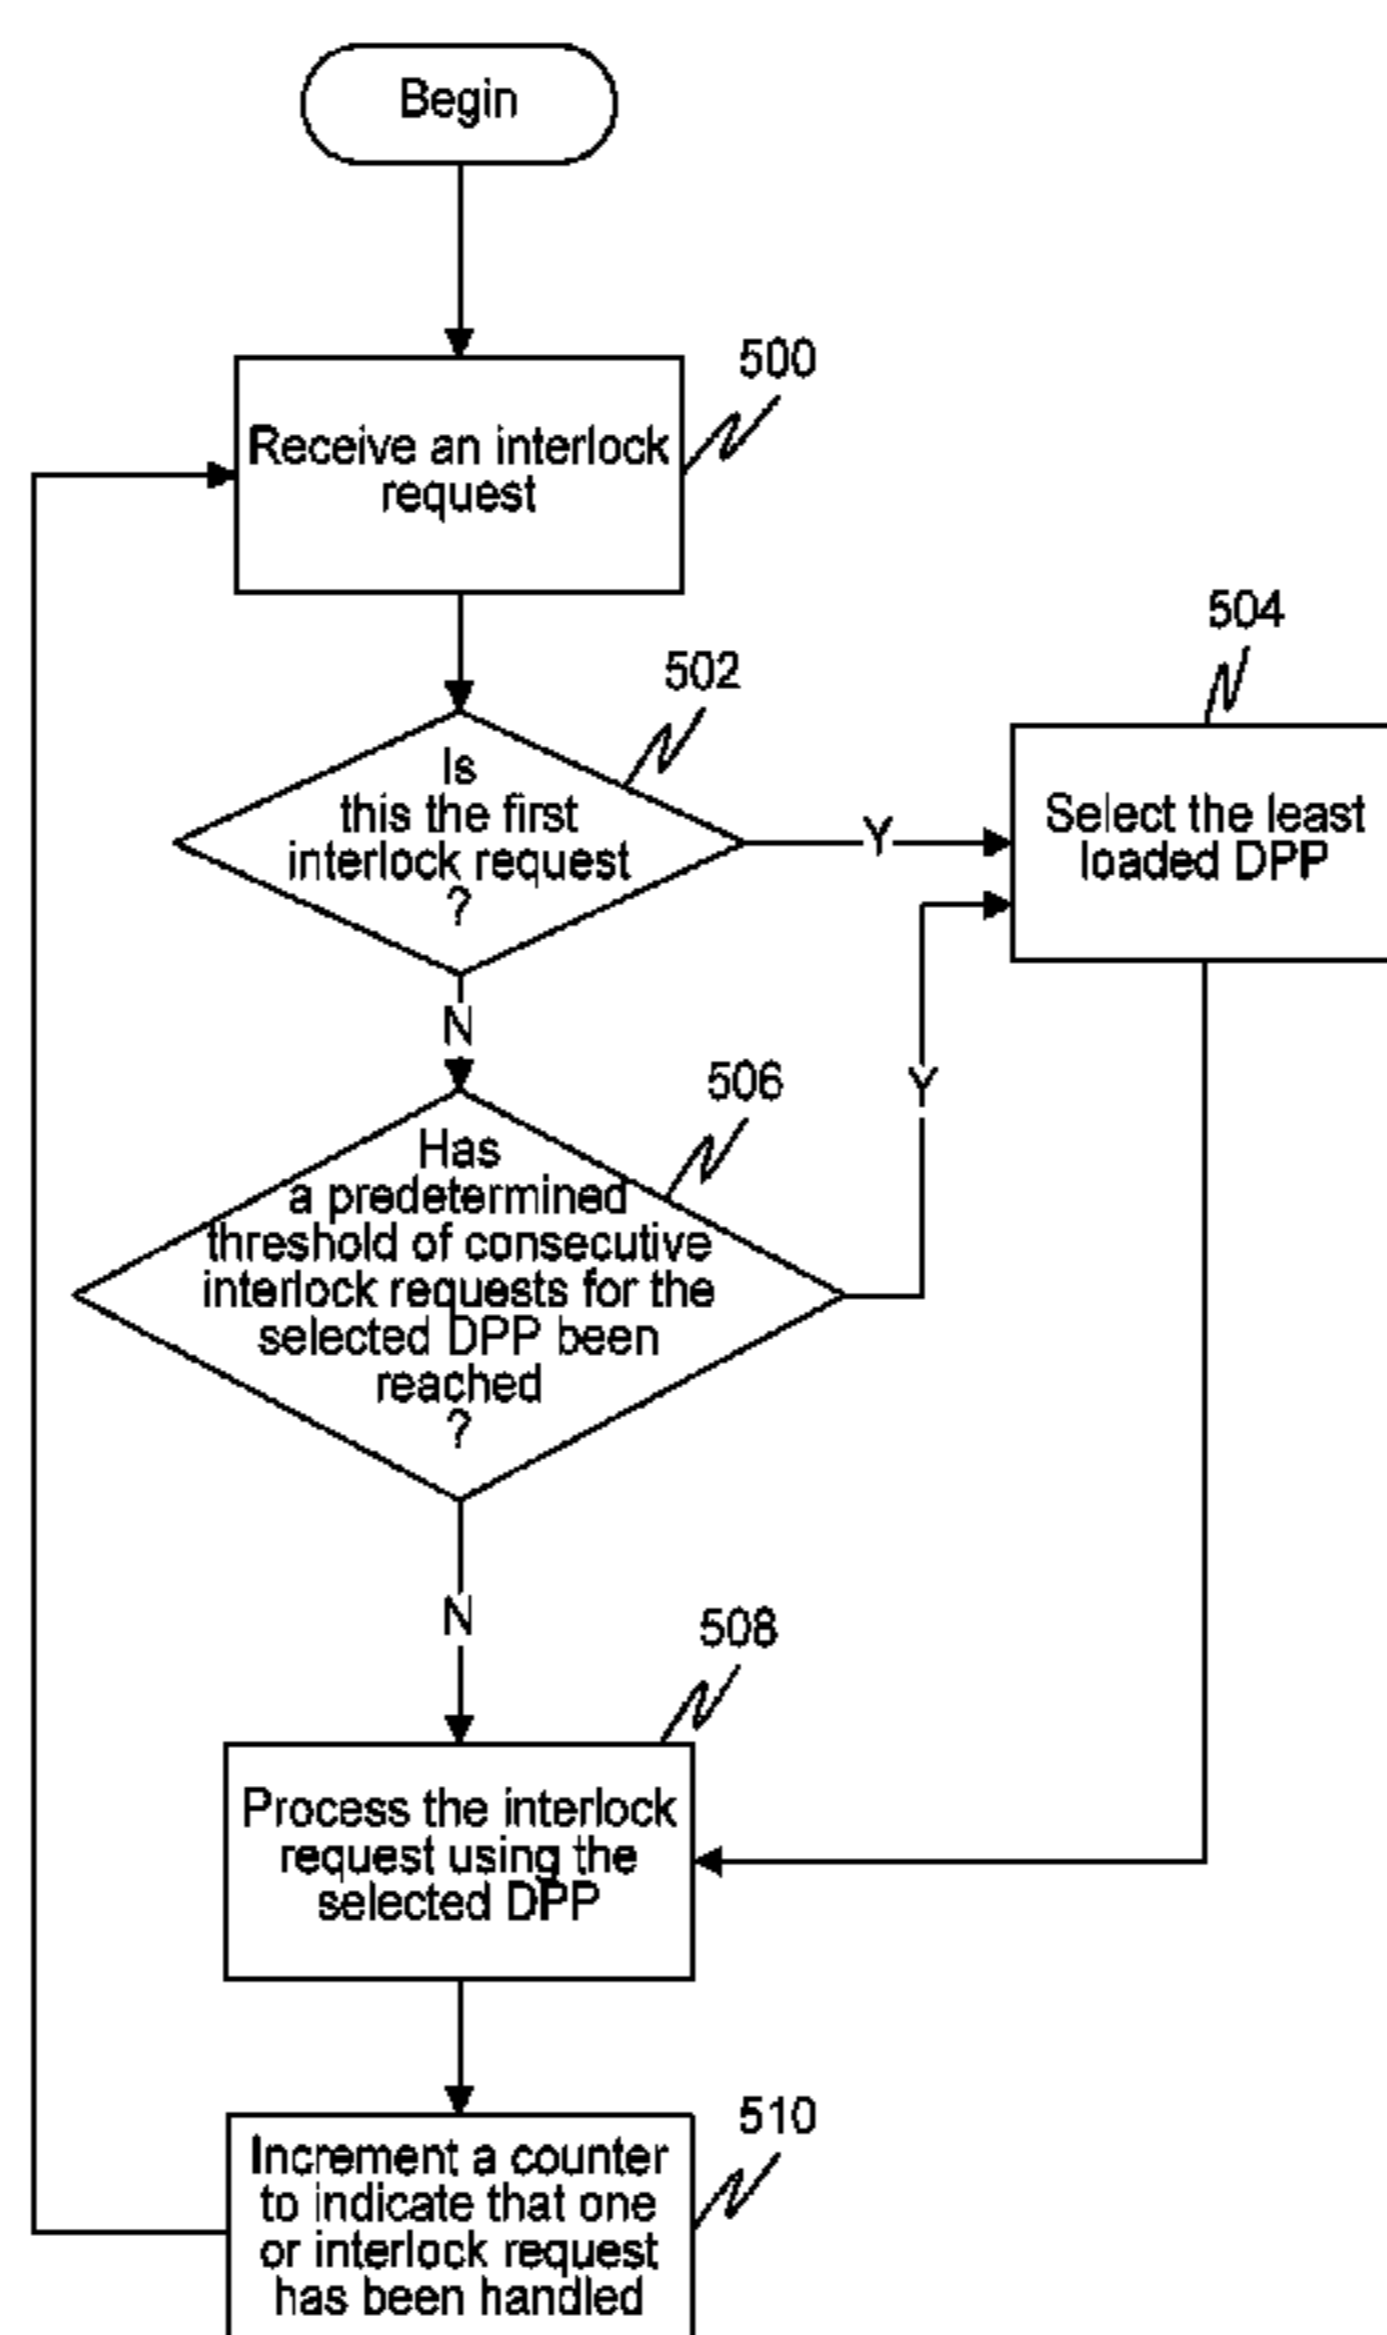 Begin
500
Receive an interlock
request
502
Is
this the first
interlock request
?
Y
504
Select the least
loaded DPP
N
506
Has
a predetermined
threshold of consecutive
interlock requests for the
selected DPP been
reached
?
Y
N
508
Process the interlock
request using the
selected DPP
510
Increment a counter
to indicate that one
or interlock request
has been handled